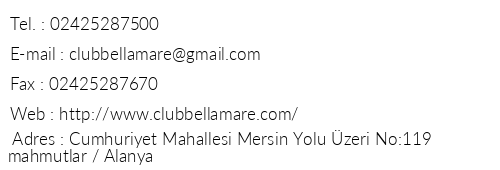 Tel. : 02425287500
E-mail : clubbellamare@gmail.com
Fax : 02425287670
Web : http://www.clubbellamare.com/
Adres : Cumhuriyet Mahallesi Mersin Yolu Üzeri No:119
mahmutlar / Alanya